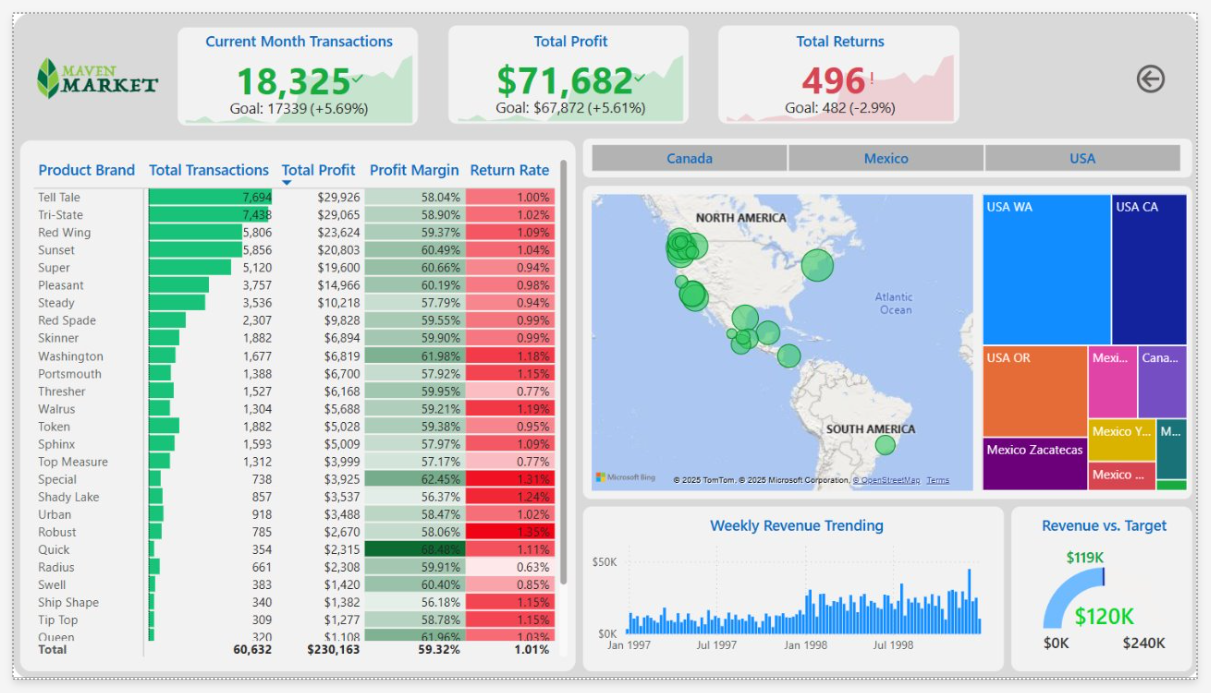 MAVEN
MARKET
Current Month Transactions
18,325
Goal: 17339 (+5.69%)
Total Profit
$71,682
Goal: $67,872 (+5.61%)
Total Returns
496!
Goal: 482 (-2.9%)
Product Brand Total Transactions Total Profit Profit Margin Return Rate
Tell Tale 7,694 $29,926 58.04% 1.00%
Tri-State 7,438 $29,065 58.90% 1.02%
Red Wing 5,806 $23,624 59.37% 1.09%
Sunset 5,856 $20,803 60.49% 1.04%
Super 5,120 $19,600 60.66% 0.94%
Pleasant 3,757 $14,966 60.19% 0.98%
Steady 3,536 $10,218 57.79% 0.94%
Red Spade 2,307 $9,828 59.55% 0.99%
Skinner 1,882 $6,894 59.90% 0.99%
Washington 1,677 $6,819 61.98% 1.18%
Portsmouth 1,388 $6,700 57.92% 1.15%
Thresher 1,527 $6,168 59.95% 0.77%
Walrus 1,304 $5,688 59.21% 1.19%
Token 1,882 $5,028 59.38% 0.95%
Sphinx 1,593 $5,009 57.97% 1.09%
Top Measure 1,312 $3,999 57.17% 0.77%
Special 738 $3,925 62.45% 1.31%
Shady Lake 857 $3,537 56.37% 1.24%
Urban 918 $3,488 58.47% 1.02%
Robust 785 $2,670 58.06% 1.35%
Quick 354 $2,315 68.48% 1.11%
Radius 661 $2,308 59.91% 0.63%
Swell 383 $1,420 60.40% 0.85%
Ship Shape 340 $1,382 56.18% 1.15%
Tip Top 309 $1,277 58.78% 1.15%
Queen 320 $1,108 61.96% 1.03%
Total 60,632 $230,163 59.32% 1.01%
Canada Mexico USA
NORTH AMERICA
Atlantic
Ocean
SOUTH AMERICA
Microsoft Bing
© 2025 TomTom, © 2025 Microsoft Corporation, © OpenStreetMap Terms
USA WA
USA CA
USA OR
Mexi...
Cana...
Mexico Zacatecas
Mexico Y...
M...
Mexico ...
Weekly Revenue Trending
$50K
$0K
Jan 1997 Jul 1997 Jan 1998 Jul 1998
Revenue vs. Target
$119K
$120K
$0K $240K